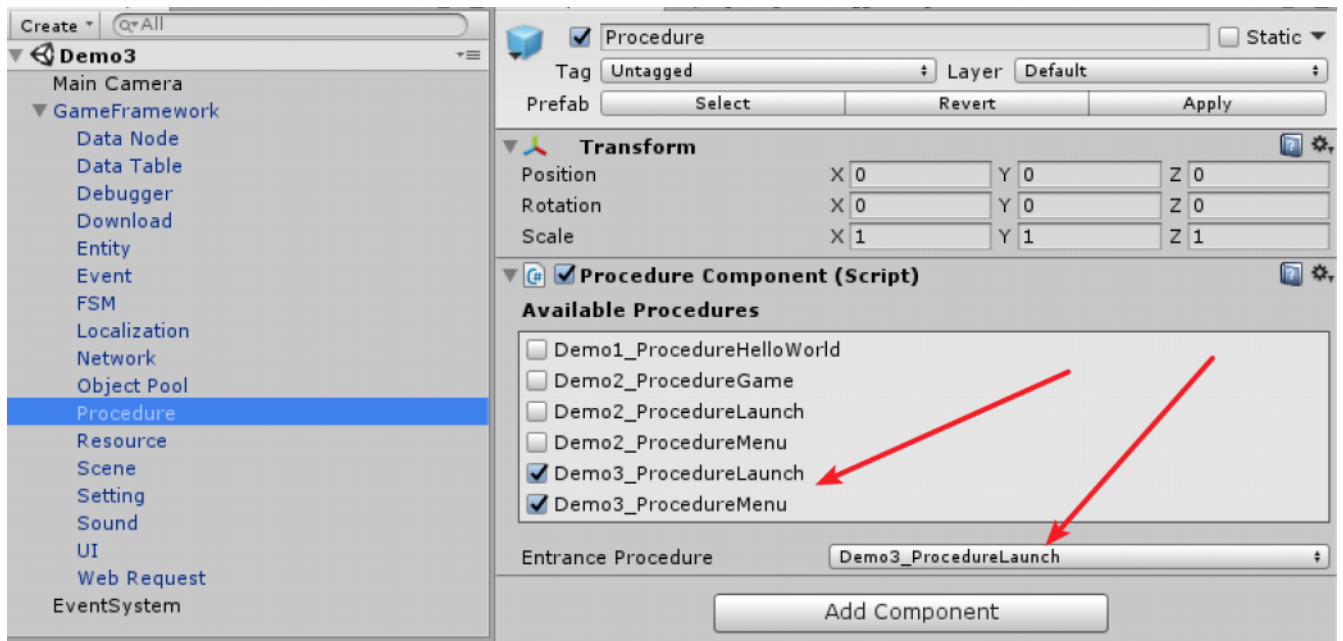 Create
All
Demo3
Main Camera
GameFramework
Data Node
Data Table
Debugger
Download
Entity
Event
FSM
Localization
Network
Object Pool
Procedure
Resource
Scene
Setting
Sound
UI
Web Request
EventSystem
Procedure Static
Tag Untagged Layer Default
Prefab Select Revert Apply
Transform
Position X 0 Y 0 Z 0
Rotation X 0 Y 0 Z 0
Scale X 1 Y 1 Z 1
C# Procedure Component (Script)
Available Procedures
Demo1_ProcedureHelloWorld
Demo2_ProcedureGame
Demo2_ProcedureLaunch
Demo2_ProcedureMenu
Demo3_ProcedureLaunch
Demo3_ProcedureMenu
Entrance Procedure Demo3_ProcedureLaunch
Add Component